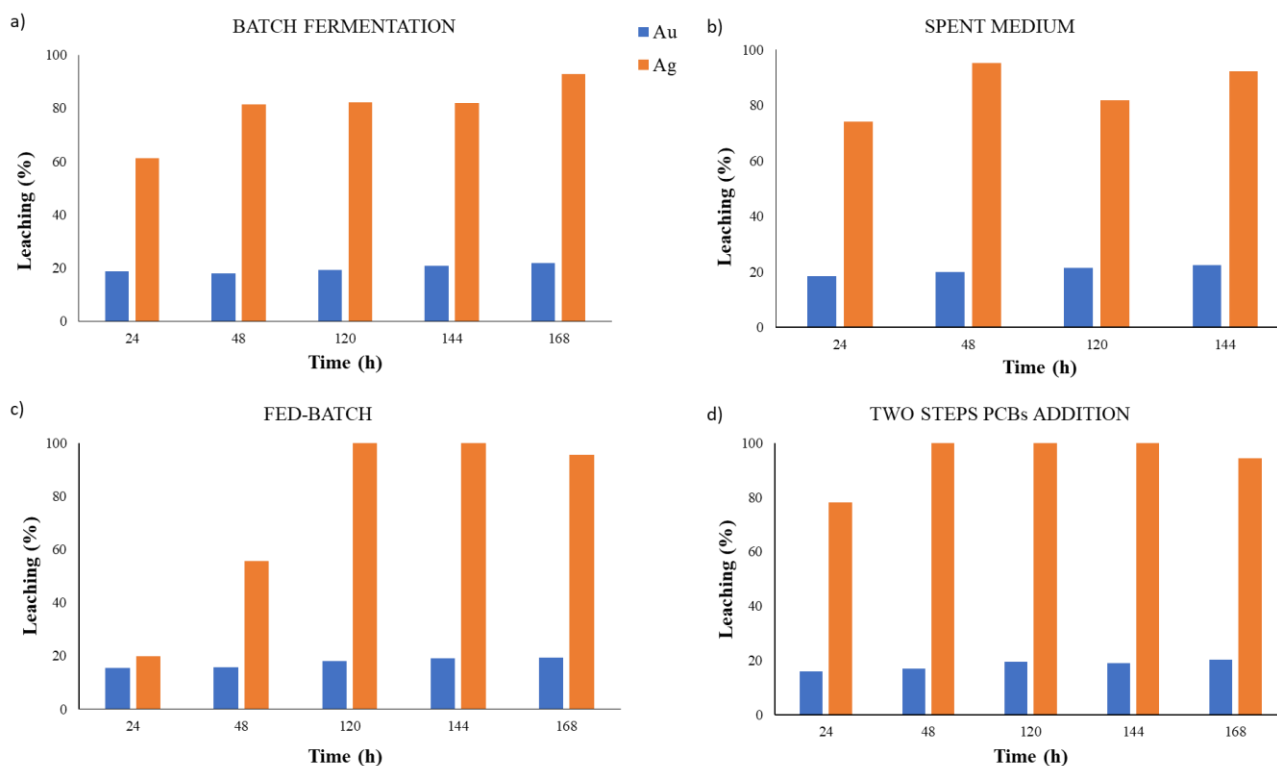 a)
BATCH FERMENTATION
Au
Ag
100
80
60
40
20
0
Leaching (%)
24 48 120 144 168
Time (h)
b)
SPENT MEDIUM
100
80
60
40
20
0
Leaching (%)
24 48 120 144
Time (h)
c)
FED-BATCH
100
80
60
40
20
0
Leaching (%)
24 48 120 144 168
Time (h)
d)
TWO STEPS PCBs ADDITION
100
80
60
40
20
0
Leaching (%)
24 48 120 144 168
Time (h)